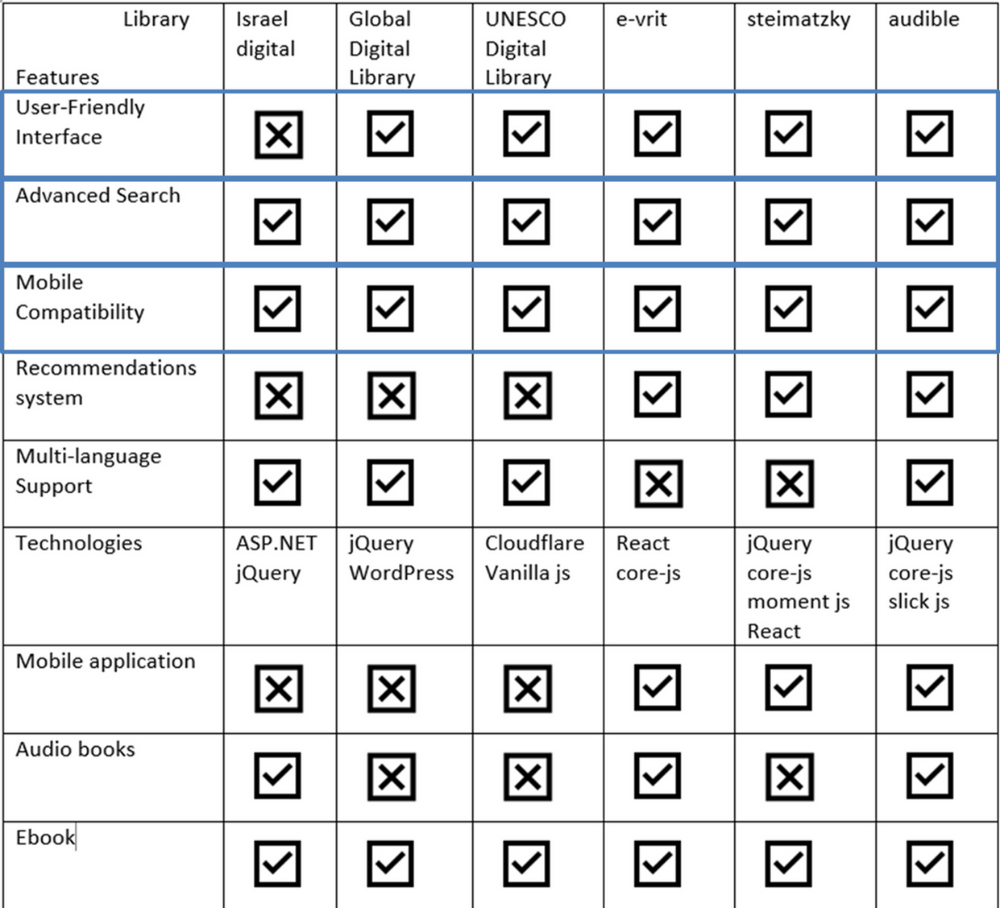 Library Israel Global UNESCO e-vrit steimatzky audible
digital Digital Digital
Features Library Library
User-Friendly
Interface
Advanced Search
Mobile
Compatibility
Recommendations
system
Multi-language
Support
Technologies ASP.NET jQuery Cloudflare React jQuery jQuery
jQuery WordPress Vanilla js core-js core-js core-js
moment js slick js
React
Mobile application
Audio books
Ebook